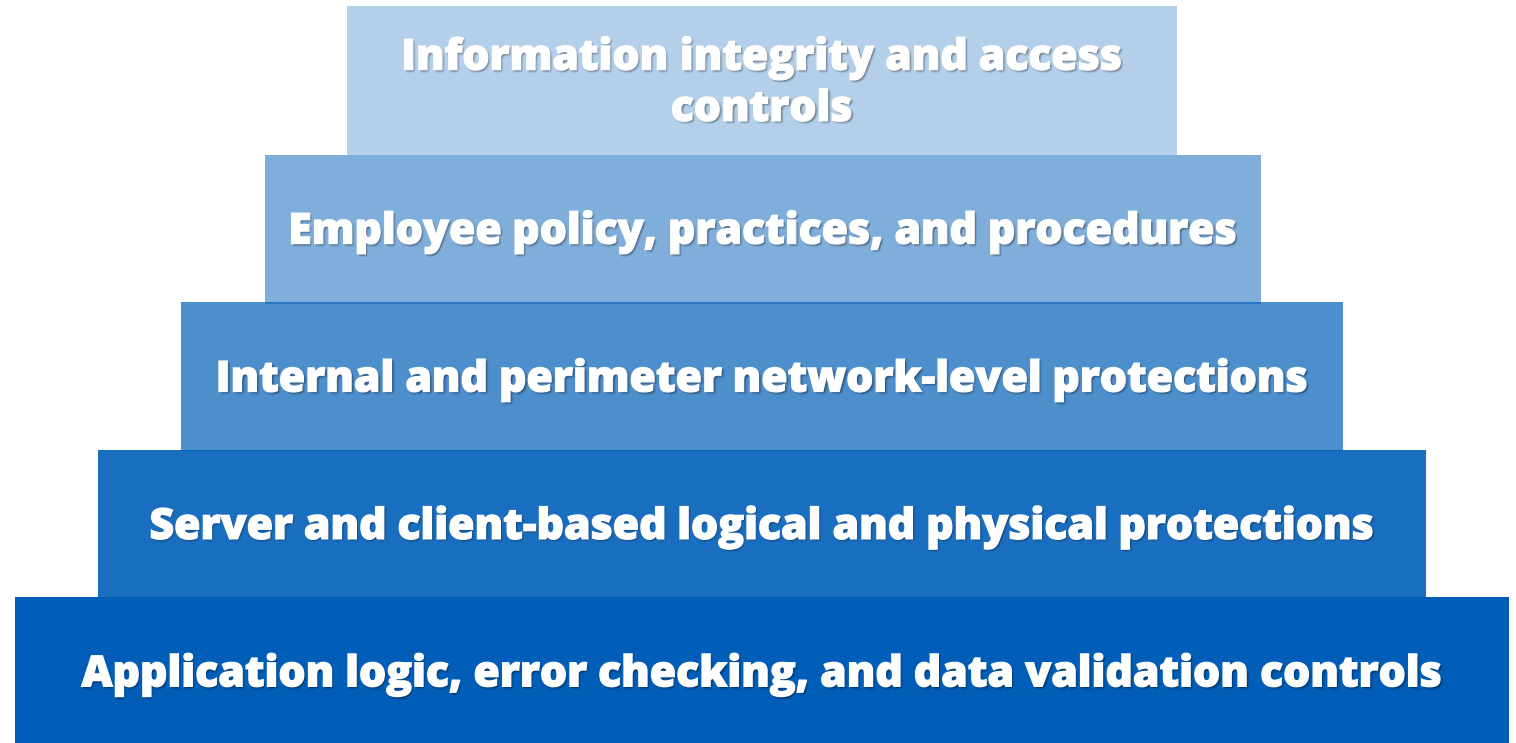 Information integrity and access
controls
Employee policy, practices, and procedures
Internal and perimeter network-level protections
Server and client-based logical and physical protections
Application logic, error checking, and data validation controls